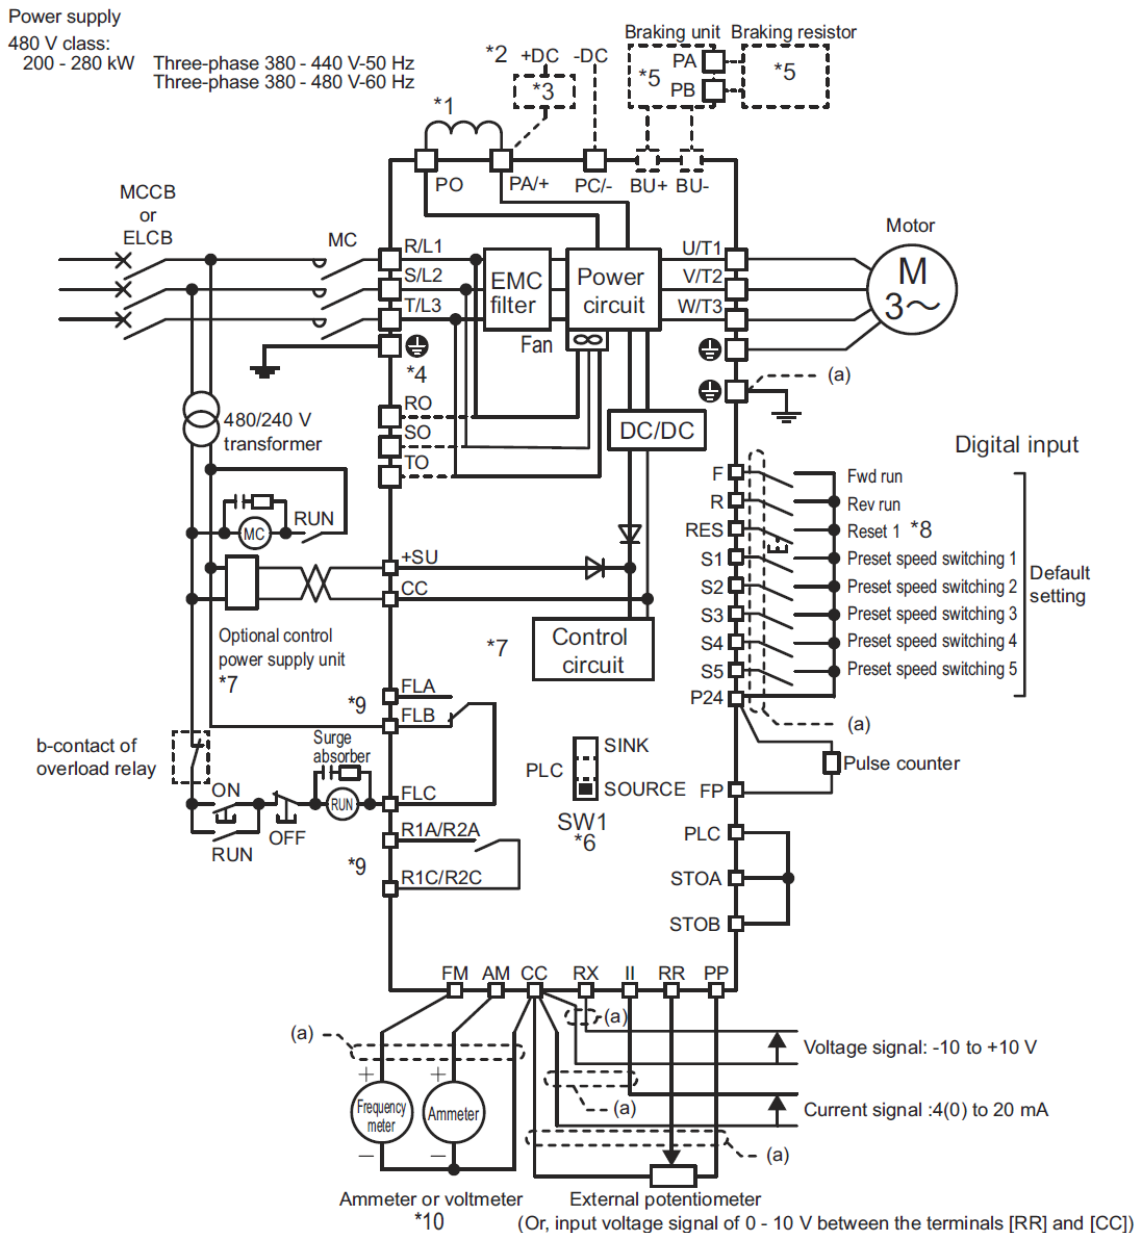 Power supply
480 V class:
200 - 280 kW Three-phase 380 - 440 V-50 Hz
Three-phase 380 - 480 V-60 Hz
*2 +DC -DC
*3
*1
Braking unit Braking resistor
PA
*5
PB
*5
PO
PA/+
PC/-
BU+ BU-
MCCB
or
ELCB
MC
R/L1
S/L2
T/L3
EMC
filter
Power
circuit
Fan
U/T1
V/T2
W/T3
Motor
M
3~
*4
(a)
RO
SO
TO
480/240 V
transformer
DC/DC
MC
RUN
+SU
CC
Optional control
power supply unit
*7
*7
Control
circuit
Digital input
F Fwd run
R Rev run
RES Reset 1 *8
S1 Preset speed switching 1
S2 Preset speed switching 2
S3 Preset speed switching 3
S4 Preset speed switching 4
S5 Preset speed switching 5
P24
Default
setting
(a)
*9
FLA
FLB
FLC
b-contact of
overload relay
Surge
absorber
ON
OFF
RUN
RUN
*9
R1A/R2A
R1C/R2C
PLC
SINK
SOURCE
SW1
*6
Pulse counter
FP
PLC
STOA
STOB
FM AM CC RX II RR PP
(a)
(a)
Voltage signal: -10 to +10 V
(a)
Current signal :4(0) to 20 mA
(a)
+
Frequency
meter
−
+
Ammeter
−
Ammeter or voltmeter
*10
External potentiometer
(Or, input voltage signal of 0 - 10 V between the terminals [RR] and [CC])